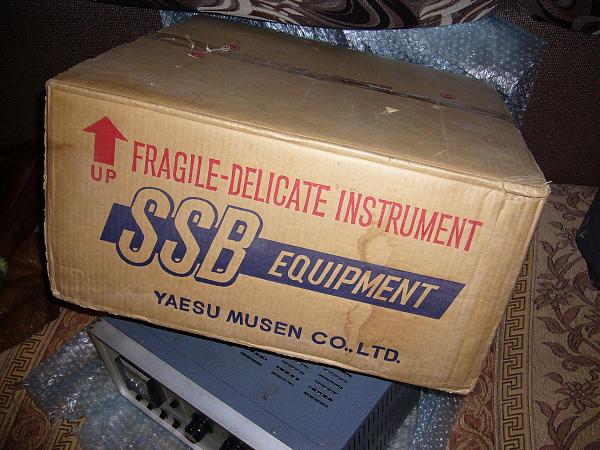 UP
FRAGILE-DELICATE INSTRUMENT
SSB EQUIPMENT
YAESU MUSEN CO.,LTD.